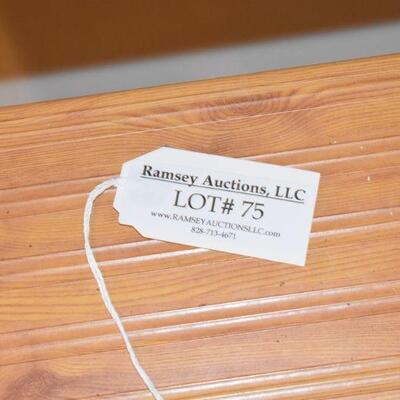 Ramsey Auctions, LLC
LOT# 75
www.RAMSEYAUCTIONSLLC.com
828-713-4671